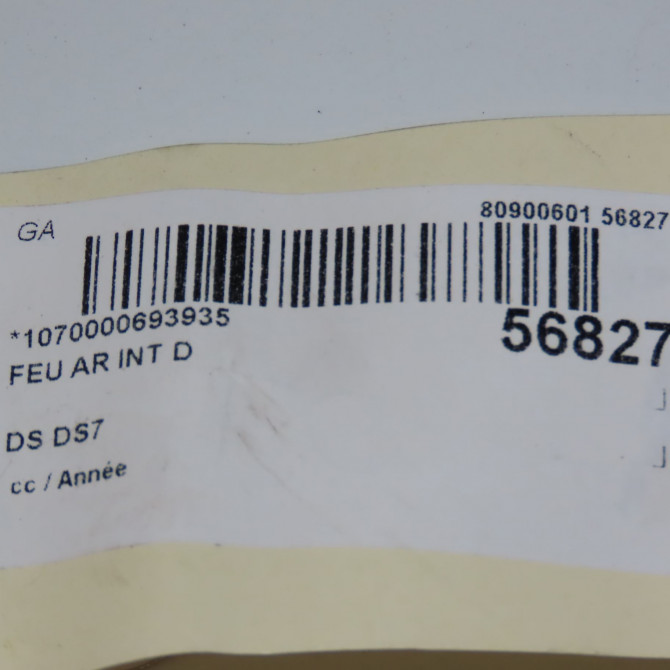 GA
80900601 56827
*1070000693935
56827
FEU AR INT D
DS DS7
cc / Année